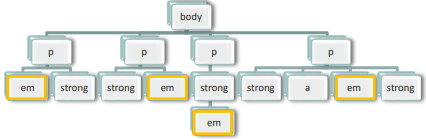 body
p p p p
em strong strong em strong strong a em strong
em